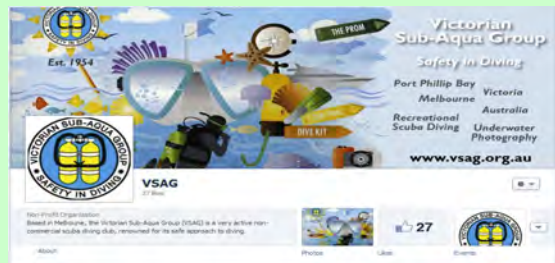 THE PROM
Victorian
Sub-Aqua Group
Est. 1954
Safety in Diving
Port Phillip Bay
Victoria
Melbourne
Australia
Recreational
Scuba Diving
Underwater
Photography
DIVE KIT
www.vsag.org.au
VICTORIAN SUB-AQUA GROUP
SAFETY IN DIVING
VSAG
27 likes
Non-Profit Organization
Based in Melbourne, the Victorian Sub-Aqua Group (VSAG) is a very active non-
commercial scuba diving club, renowned for its safe approach to diving.
27
About
Photos
Likes
Events